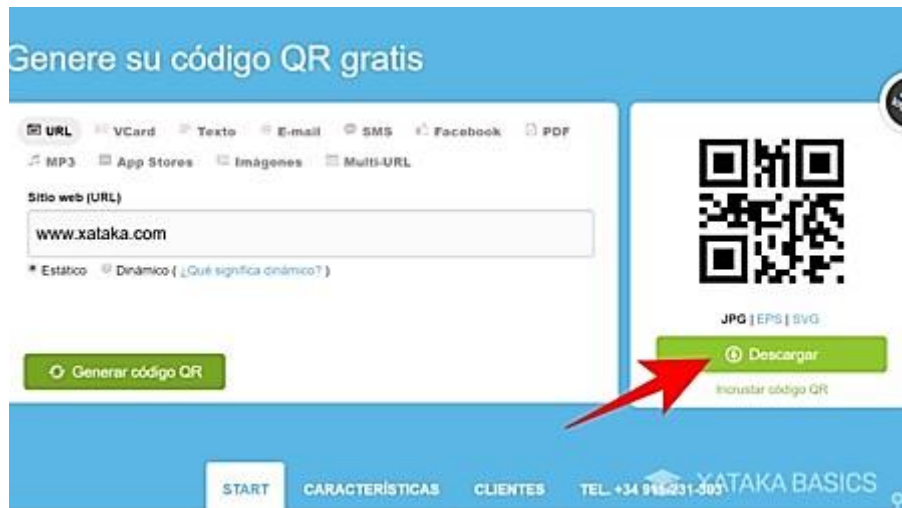 Genere su código QR gratis
URL VCard Texto E-mail SMS Facebook PDF
MP3 App Stores Imágenes Multi-URL
Sitio web (URL)
www.xataka.com
Estático Dinámico ( ¿Qué significa dinámico? )
Generar código QR
JPG | EPS | SVG
Descargar
Incrustar código QR
START CARACTERÍSTICAS CLIENTES TEL. +34
XATAKA BASICS